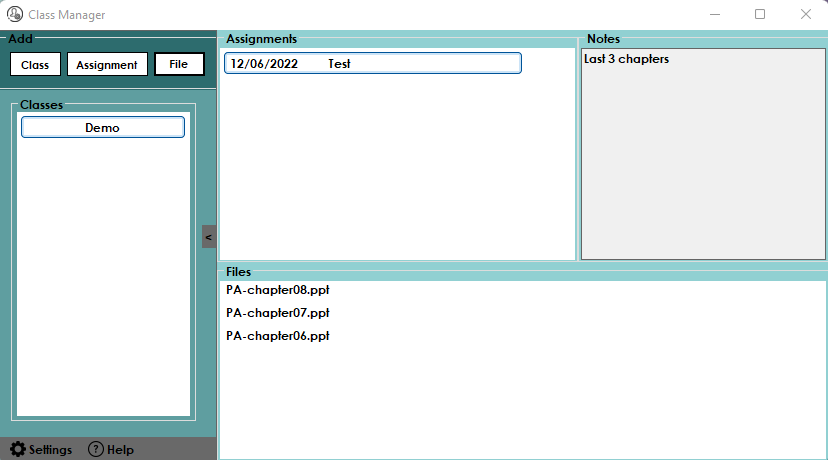 Class Manager
Add
Class Assignment File
Classes
Demo
<
Settings Help
Assignments
12/06/2022 Test
Notes
Last 3 chapters
Files
PA-chapter08.ppt
PA-chapter07.ppt
PA-chapter06.ppt